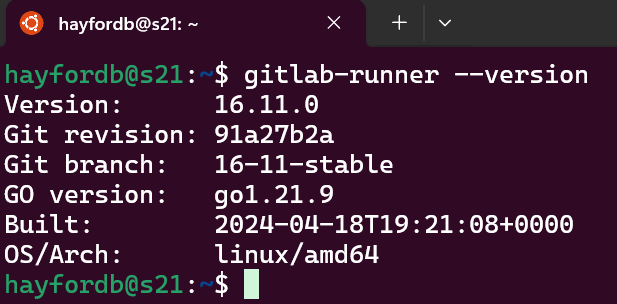 hayfordb@s21: ~
hayfordb@s21:~$ gitlab-runner --version
Version:      16.11.0
Git revision: 91a27b2a
Git branch:   16-11-stable
GO version:   go1.21.9
Built:        2024-04-18T19:21:08+0000
OS/Arch:      linux/amd64
hayfordb@s21:~$